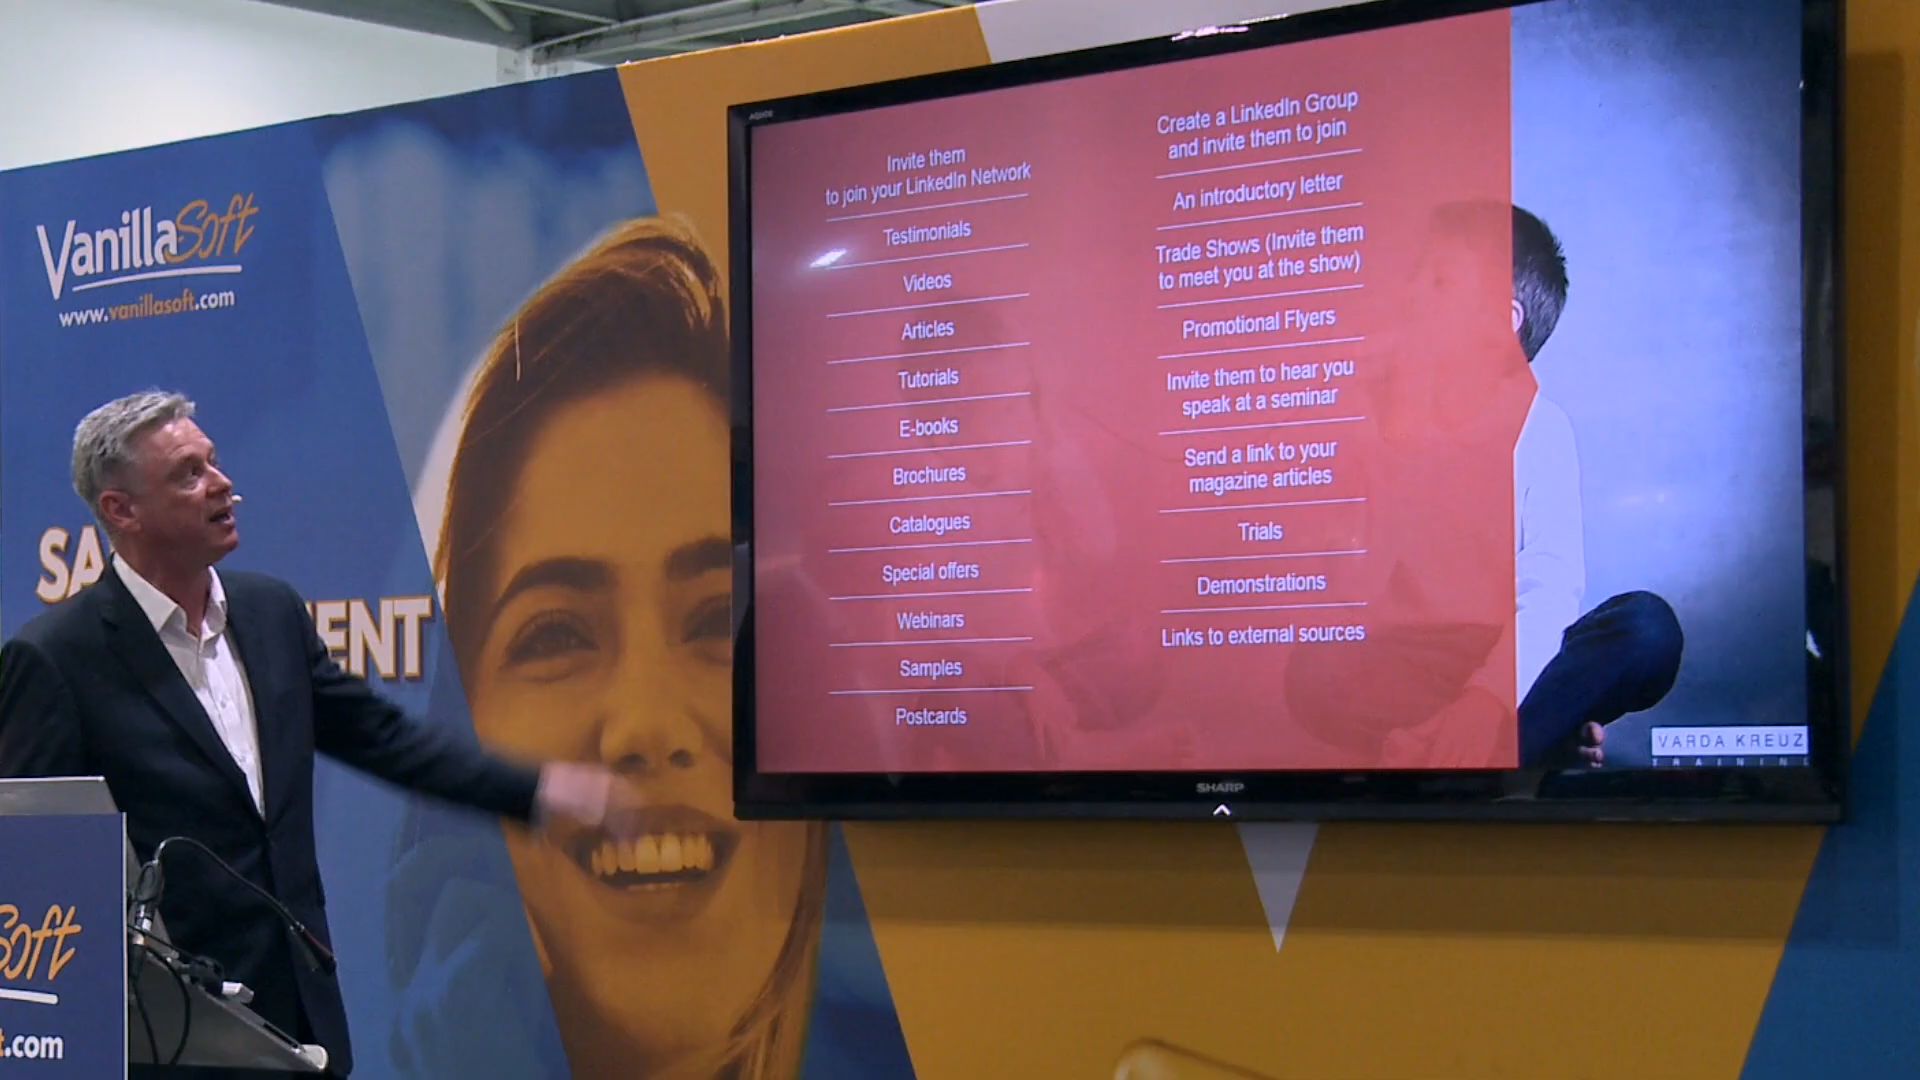 VanillaSoft
www.vanillasoft.com
SA
ENT
Soft
.com
Invite them
to join your LinkedIn Network
Testimonials
Videos
Articles
Tutorials
E-books
Brochures
Catalogues
Special offers
Webinars
Samples
Postcards
Create a LinkedIn Group
and invite them to join
An introductory letter
Trade Shows (Invite them
to meet you at the show)
Promotional Flyers
Invite them to hear you
speak at a seminar
Send a link to your
magazine articles
Trials
Demonstrations
Links to external sources
VARDA KREUZ
TRAINING
SHARP